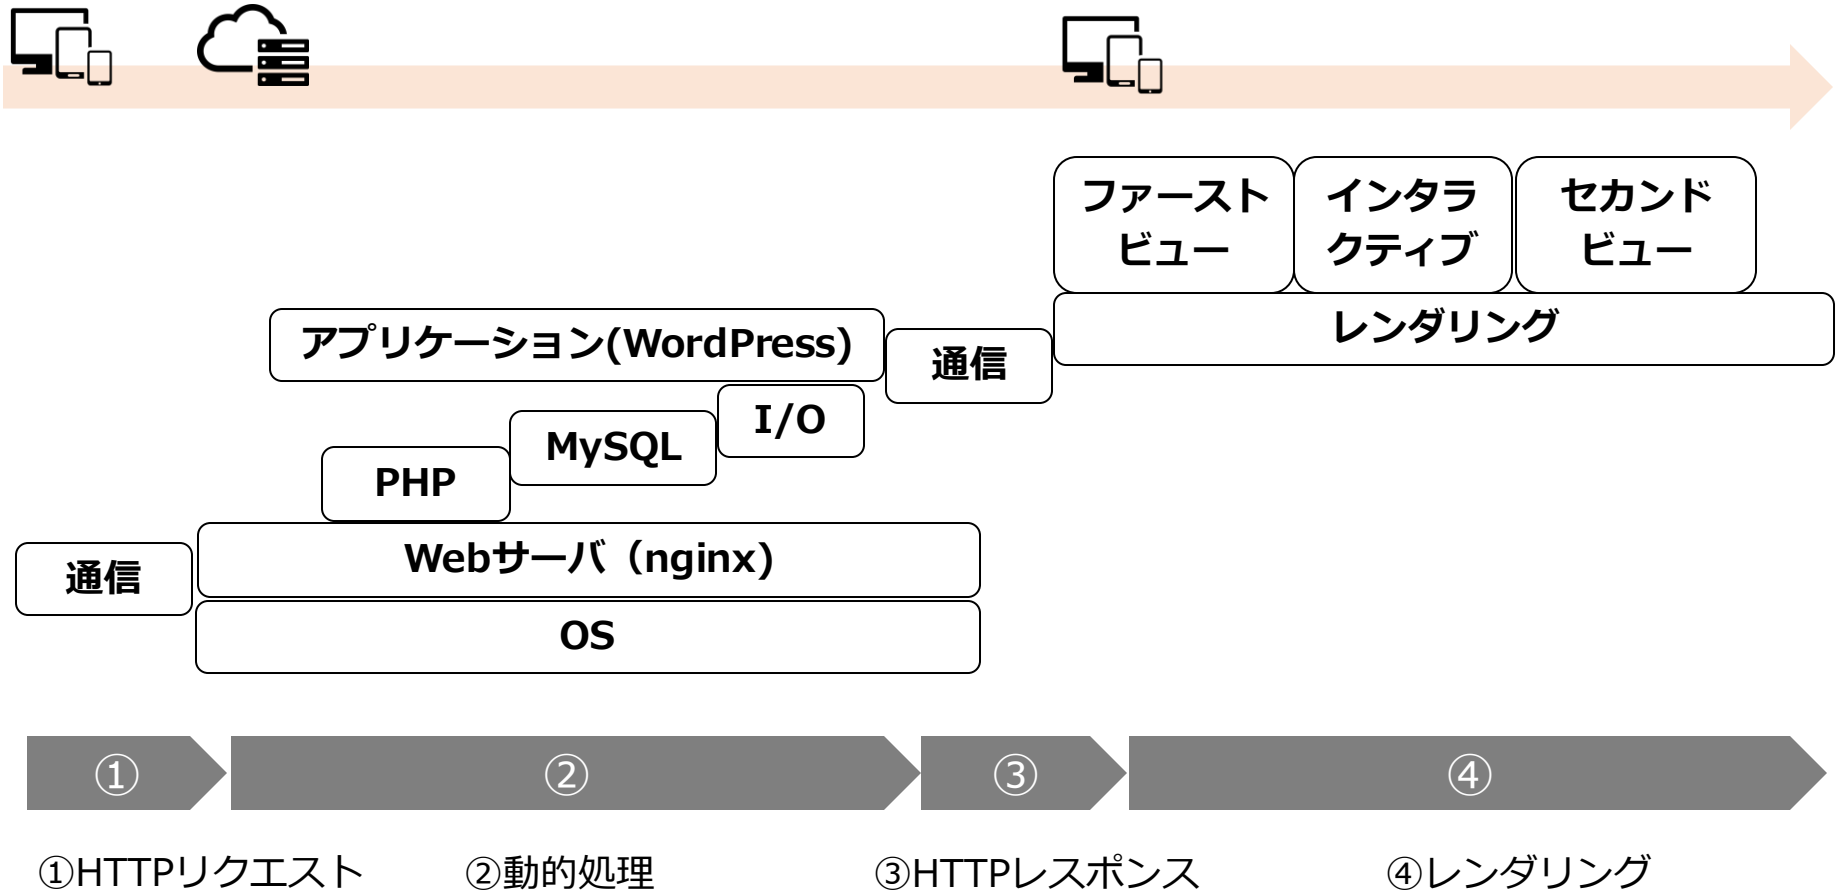 ファースト
ビュー
インタラ
クティブ
セカンド
ビュー
レンダリング
アプリケーション(WordPress)
通信
I/O
MySQL
PHP
Webサーバ（nginx)
通信
OS
①
②
③
④
①HTTPリクエスト
②動的処理
③HTTPレスポンス
④レンダリング